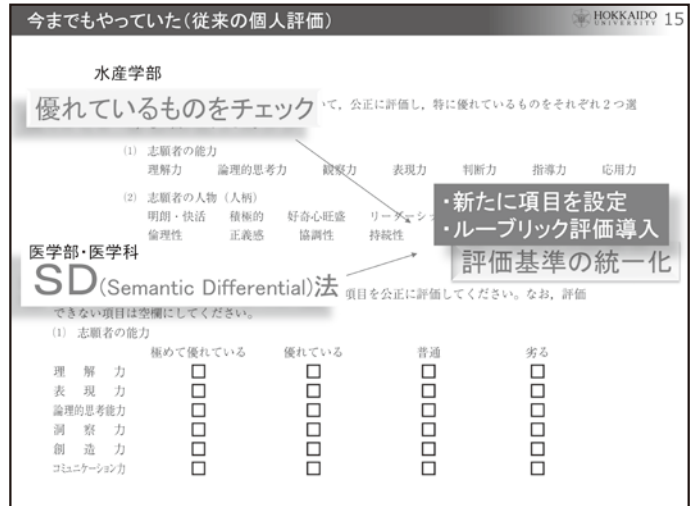 今までもやっていた(従来の個人評価)
HOKKAIDO UNIVERSITY 15
水産学部
優れているものをチェック
いて,公正に評価し,特に優れているものをそれぞれ2つ選
(1) 志願者の能力
理解力 論理的思考力 観察力 表現力 判断力 指導力 応用力
(2) 志願者の人物(人柄)
明朗・快活 積極的 好奇心旺盛 リーダーシッ
倫理性 正義感 協調性 持続性
・新たに項目を設定
・ルーブリック評価導入
評価基準の統一化
医学部・医学科
SD(Semantic Differential)法
項目を公正に評価してください。なお,評価
できない項目は空欄にしてください。
(1) 志願者の能力
極めて優れている 優れている 普通 劣る
理解力 □ □ □ □
表現力 □ □ □ □
論理的思考能力 □ □ □ □
洞察力 □ □ □ □
創造力 □ □ □ □
コミュニケーション力 □ □ □ □